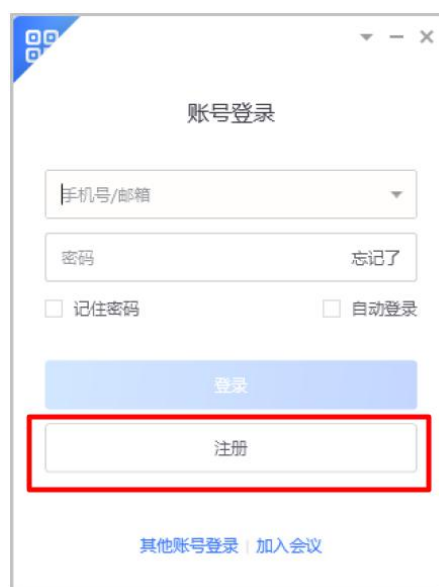 账号登录
手机号/邮箱
密码 忘记了
记住密码 自动登录
登录
注册
其他账号登录 | 加入会议